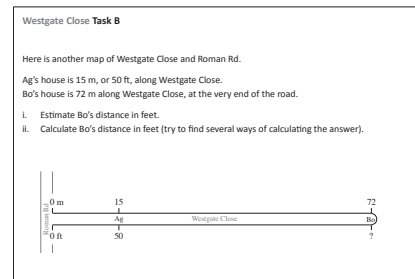 Westgate Close Task B
Here is another map of Westgate Close and Roman Rd.
Ag's house is 15 m, or 50 ft, along Westgate Close.
Bo's house is 72 m along Westgate Close, at the very end of the road.
i. Estimate Bo's distance in feet.
ii. Calculate Bo's distance in feet (try to find several ways of calculating the answer).
Roman Rd
0 m 15 72
Ag Westgate Close Bo
0 ft 50 ?